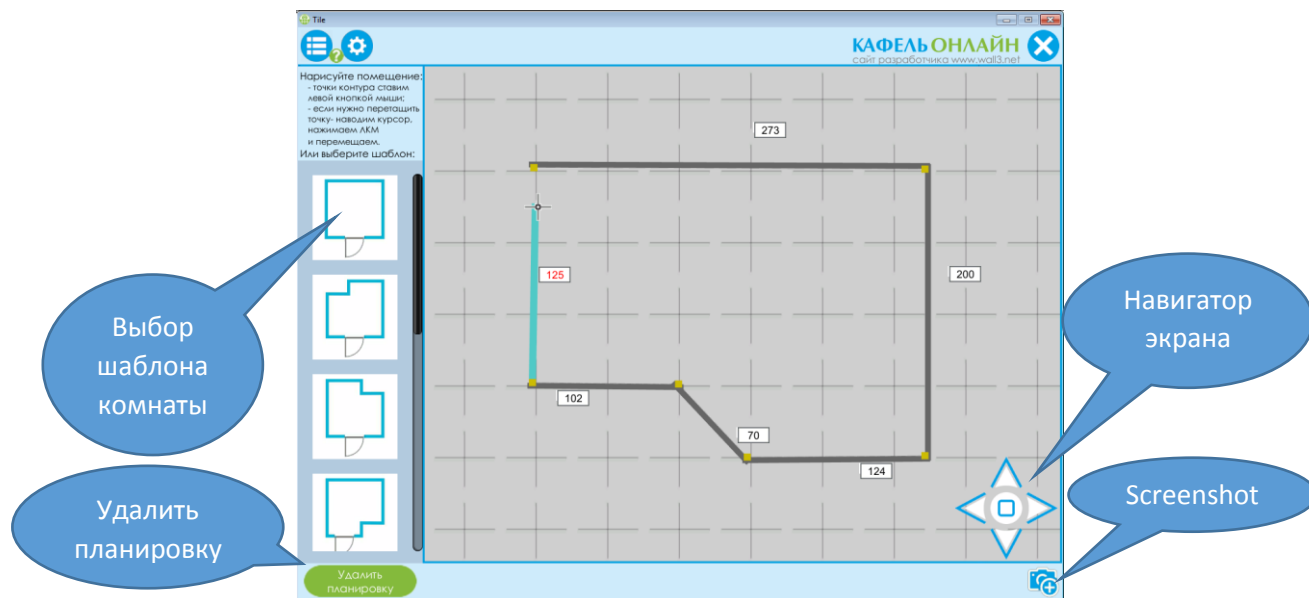 Tile
?
КАФЕЛЬ ОНЛАЙН
сайт разработчика www.wall3.net
Нарисуйте помещение:
- точки контура ставим
левой кнопкой мыши;
- если нужно перетащить
точку- наводим курсор,
нажимаем ЛКМ
и перемещаем.
Или выберите шаблон:
273
125
200
102
70
124
Выбор
шаблона
комнаты
Навигатор
экрана
Удалить
планировку
Screenshot
Удалить
планировку